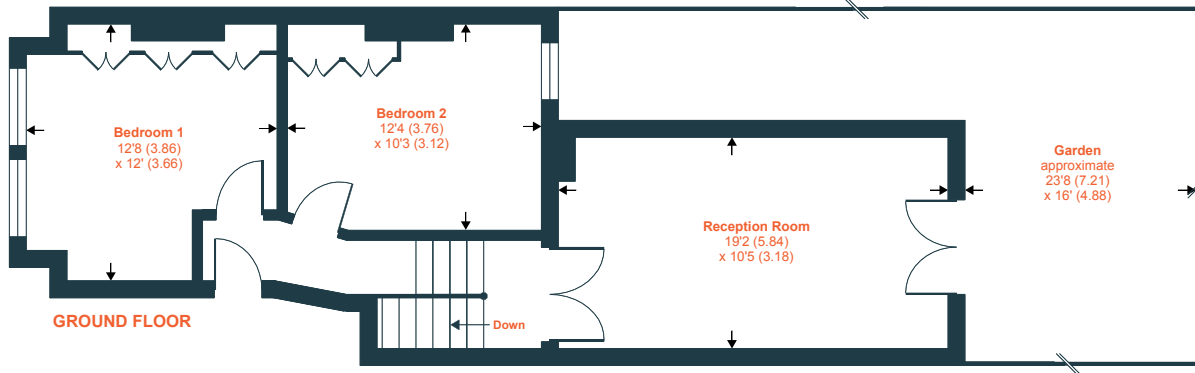 Bedroom 1
12'8 (3.86)
x 12' (3.66)
Bedroom 2
12'4 (3.76)
x 10'3 (3.12)
Reception Room
19'2 (5.84)
x 10'5 (3.18)
Garden
approximate
23'8 (7.21)
x 16' (4.88)
Down
GROUND FLOOR